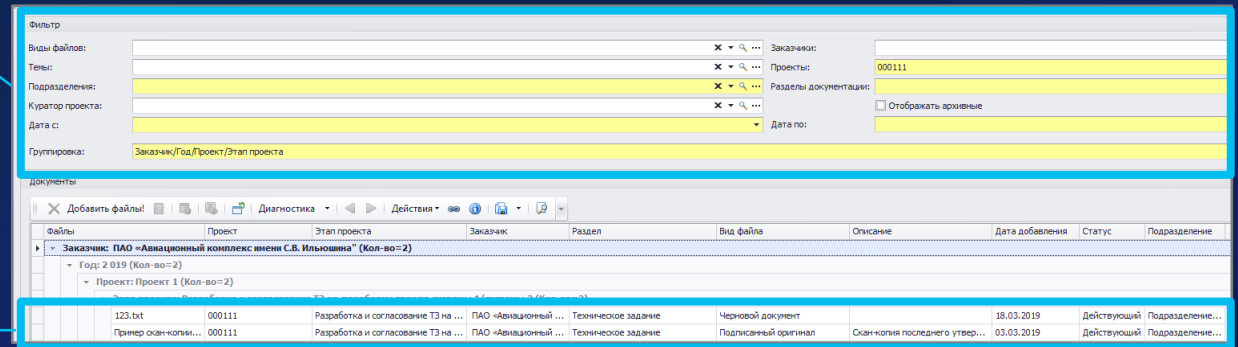 Фильтр
Виды файлов: Заказчики:
Темы: Проекты: 000111
Подразделения: Разделы документации:
Куратор проекта: Отображать архивные
Дата с: Дата по:
Группировка: Заказчик/Год/Проект/Этап проекта
Документы
Добавить файлы! Диагностика Действия
Файлы Проект Этап проекта Заказчик Раздел Вид файла Описание Дата добавления Статус Подразделение
Заказчик: ПАО «Авиационный комплекс имени С.В. Ильюшина" (Кол-во=2)
Год: 2 019 (Кол-во=2)
Проект: Проект 1 (Кол-во=2)
123.txt 000111 Разработка и согласование ТЗ на ... ПАО «Авиационный ... Техническое задание Черновой документ 18.03.2019 Действующий Подразделение...
Пример скан-копии... 000111 Разработка и согласование ТЗ на ... ПАО «Авиационный ... Техническое задание Подписанный оригинал Скан-копия последнего утвер... 03.03.2019 Действующий Подразделение...